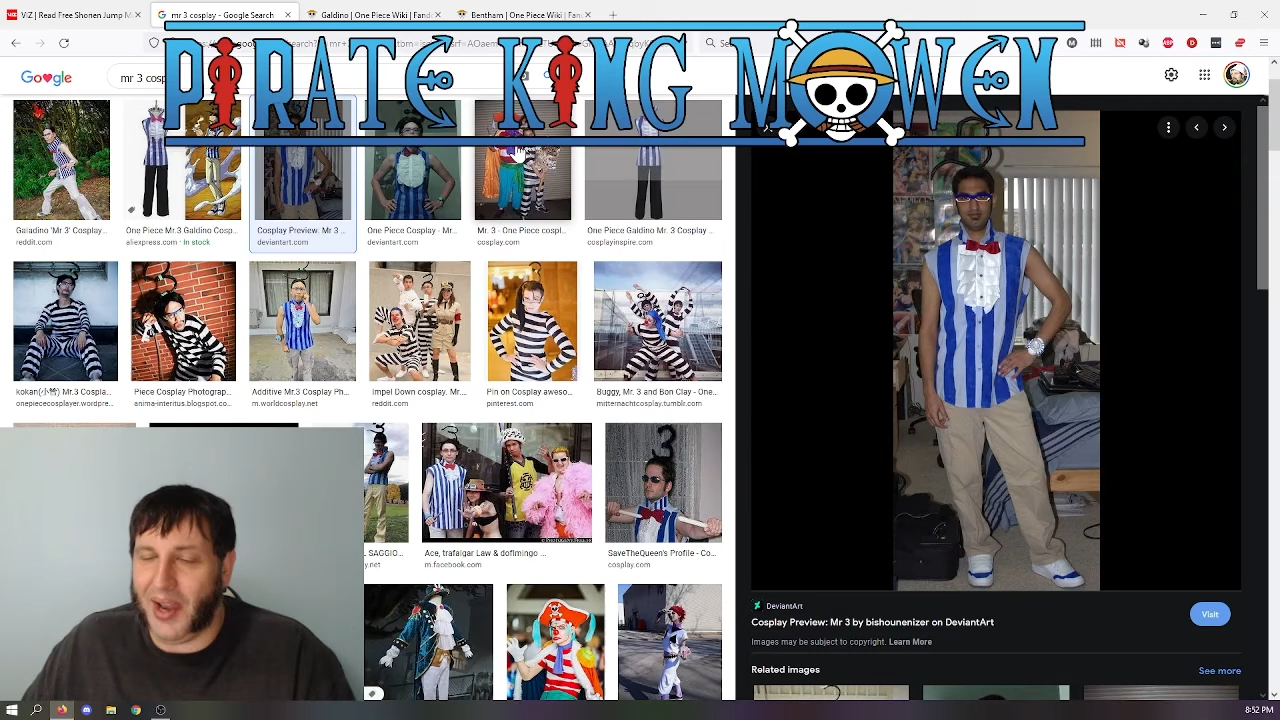 VIZ | Read Free Shonen Jump M
mr 3 cosplay - Google Search
Galdino | One Piece Wiki | Fand
Bentham | One Piece Wiki | Fan
PIRATE KING MOWEN
Google
mr 3 cosp
Galadino 'Mr 3' Cosplay...
reddit.com
One Piece Mr.3 Galdino Cosp...
aliexpress.com · In stock
Cosplay Preview: Mr 3 ...
deviantart.com
One Piece Cosplay - Mr...
deviantart.com
Mr. 3 - One Piece cospl...
cosplay.com
One Piece Galdino Mr. 3 Cosplay ...
cosplayinspire.com
Mr.3 Cospla...
onepiececosplayer.wordpre...
Piece Cosplay Photograp...
anima-interitus.blogspot.co...
Additive Mr.3 Cosplay Ph...
m.worldcosplay.net
Impel Down cosplay. Mr....
reddit.com
Pin on Cosplay aweso...
pinterest.com
Buggy, Mr. 3 and Bon Clay - One...
mitternachtcosplay.tumblr.com
L SAGGIO...
y.net
Ace, trafalgar Law & doflmingo ...
m.facebook.com
SaveTheQueen's Profile - Co...
cosplay.com
DeviantArt
Cosplay Preview: Mr 3 by bishounenizer on DeviantArt
Visit
Images may be subject to copyright. Learn More
Related images
See more
8:52 PM